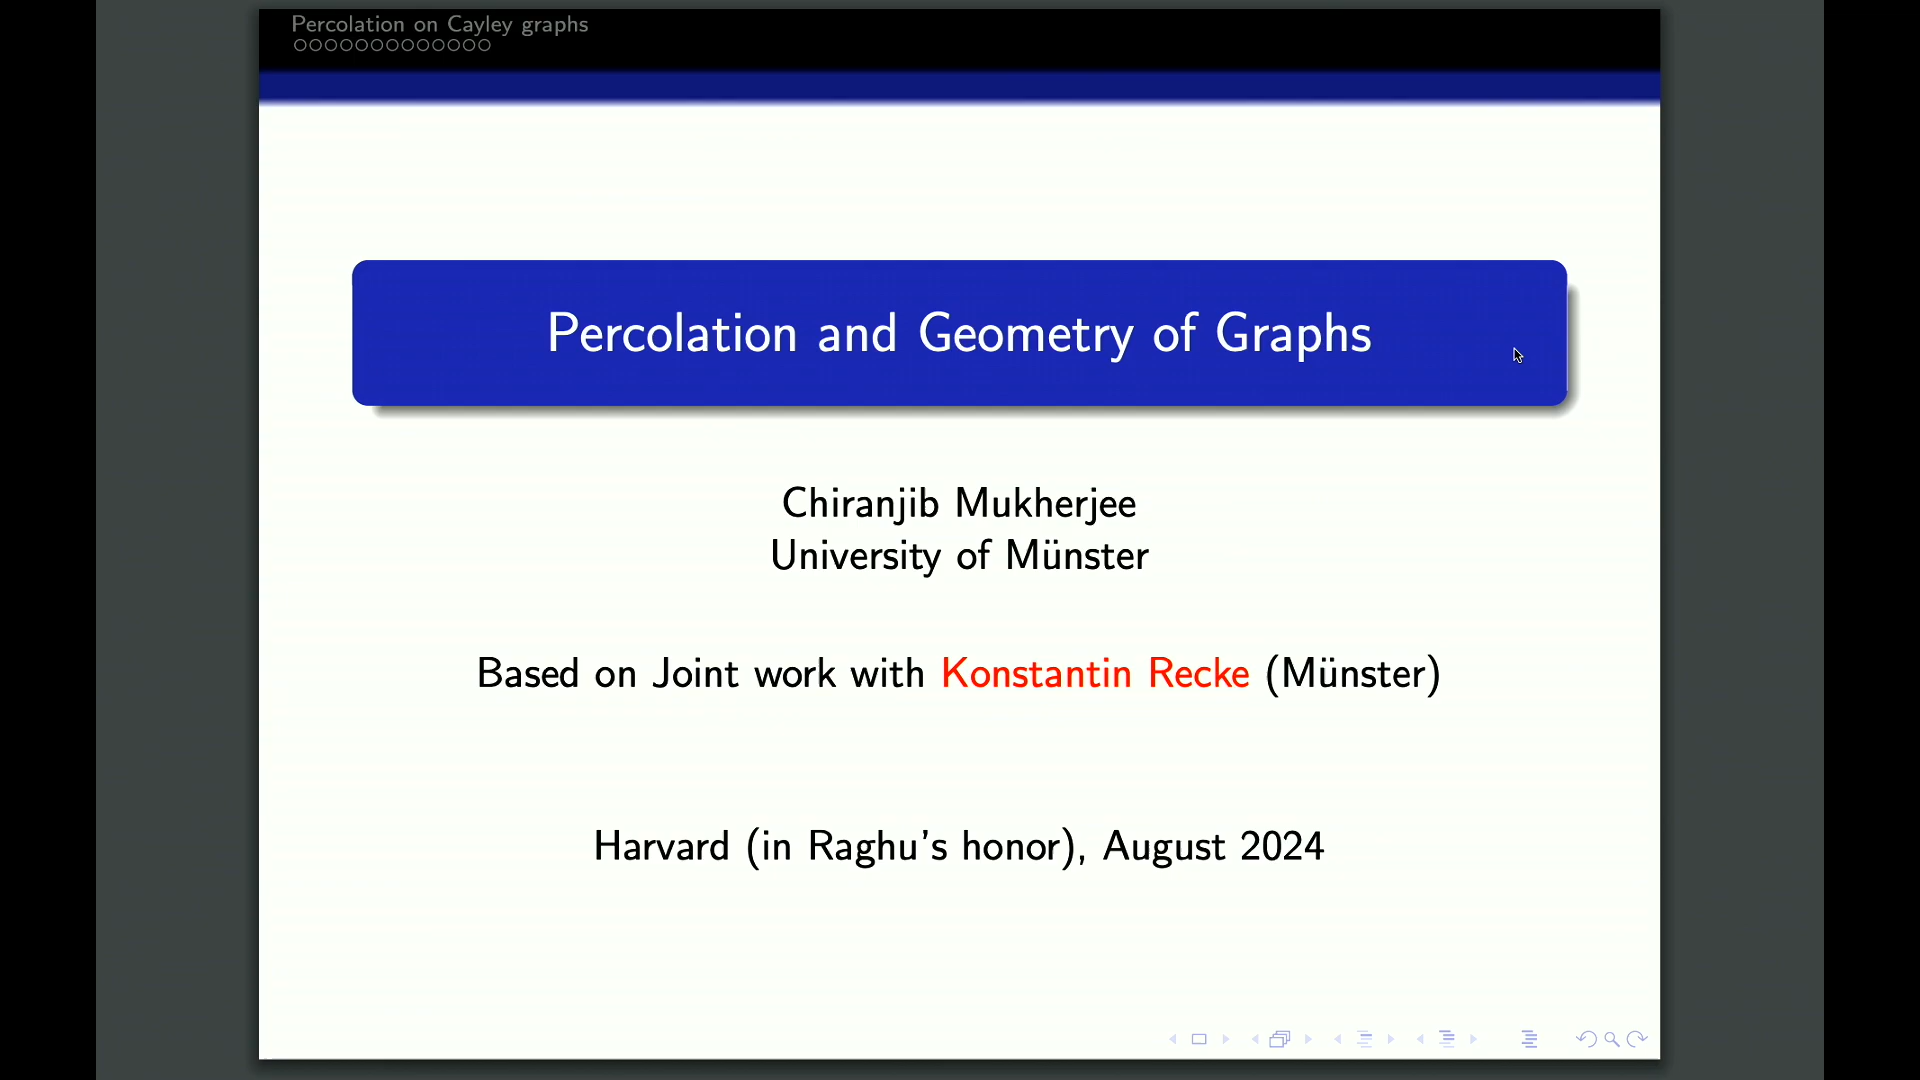 Percolation on Cayley graphs
Percolation and Geometry of Graphs
Chiranjib Mukherjee
University of Münster
Based on Joint work with Konstantin Recke (Münster)
Harvard (in Raghu's honor), August 2024